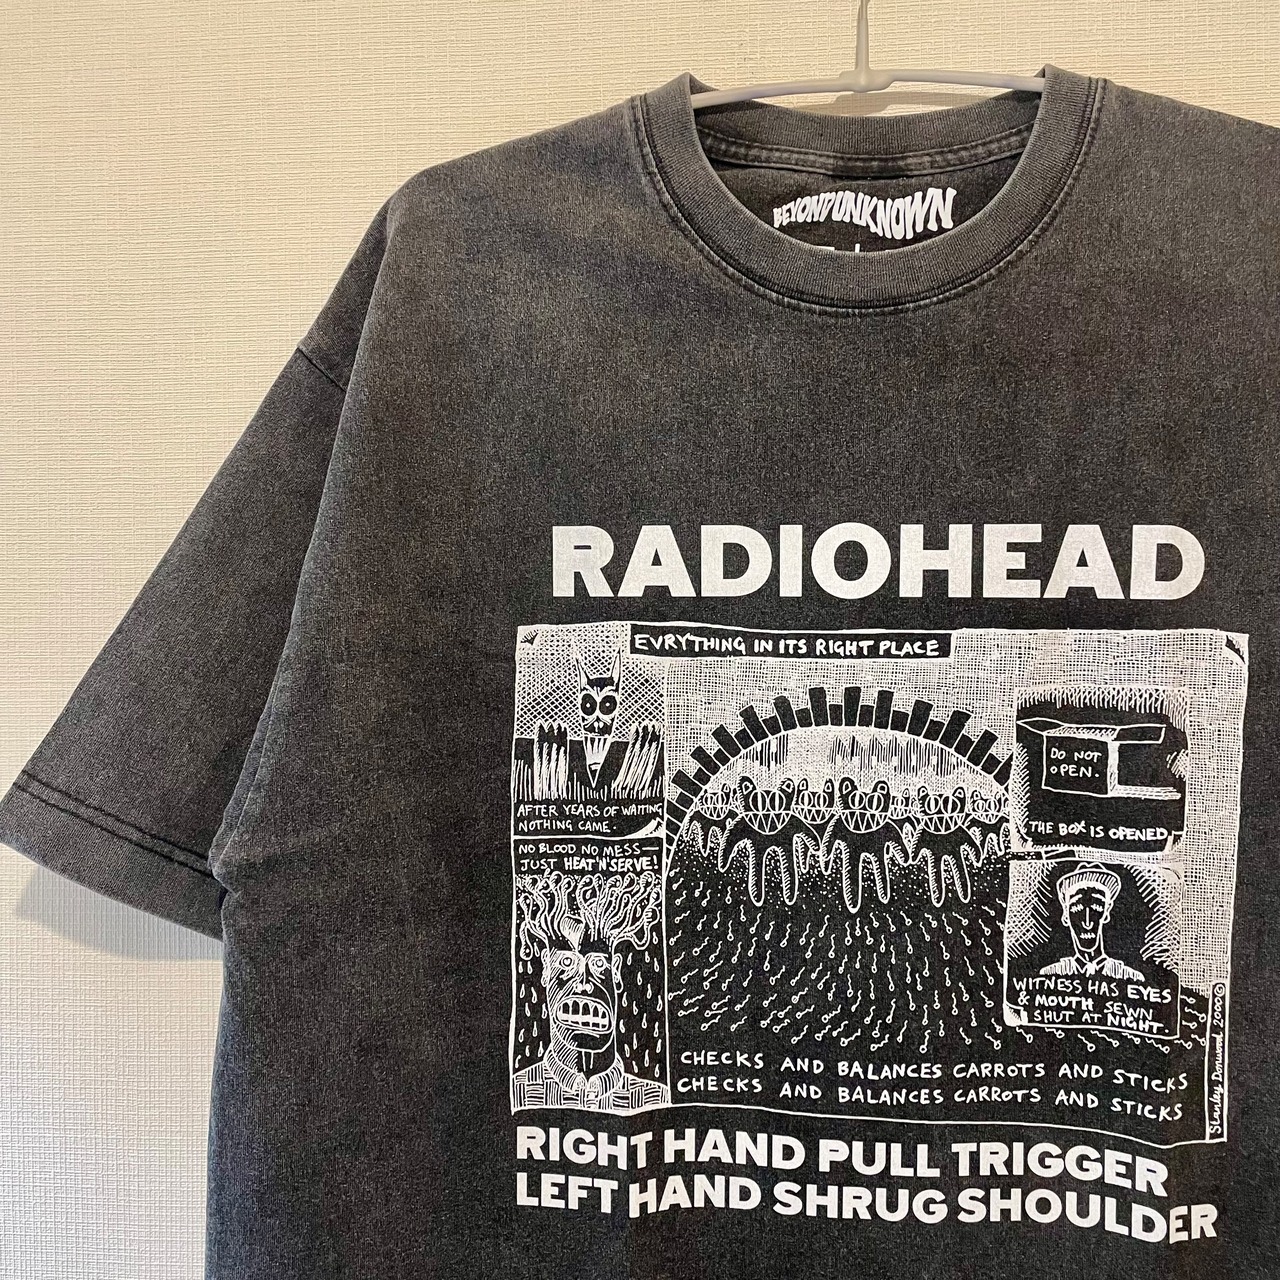 BEYONDUNKNOWN
RADIOHEAD
EVRYTHING IN ITS RIGHT PLACE
AFTER YEARS OF WAITING
NOTHING CAME.
NO BLOOD NO MESS—
JUST HEAT'N'SERVE!
DO NOT
OPEN.
THE BOX IS OPENED
WITNESS HAS EYES
& MOUTH SEWN
SHUT AT NIGHT.
CHECKS AND BALANCES CARROTS AND STICKS
CHECKS AND BALANCES CARROTS AND STICKS
Stanley Donwood 2000©
RIGHT HAND PULL TRIGGER
LEFT HAND SHRUG SHOULDER